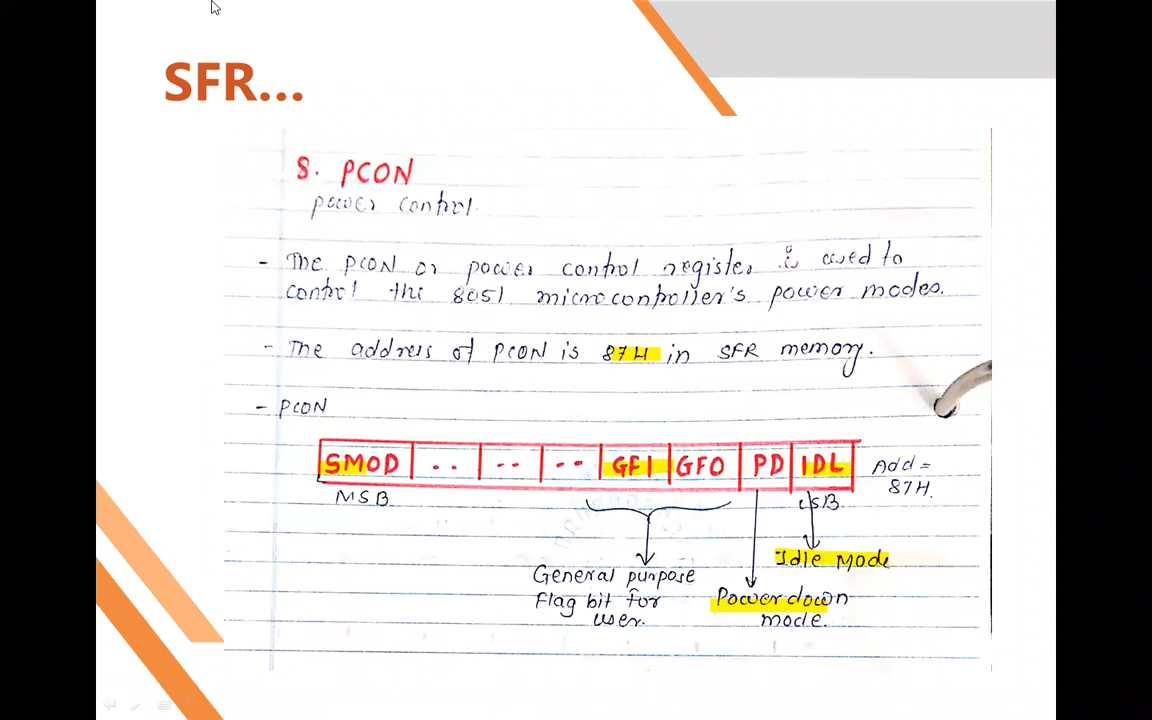 SFR...
8. PCON
power control.
- The PCON or power control register is used to
control the 8051 microcontroller's power modes.
- The address of PCON is 87H in SFR memory.
- PCON
SMOD .. -- -- GF1 GF0 PD IDL Add =
87H.
MSB LSB
Idle Mode
General purpose
Flag bit for
user.
Power down
mode.